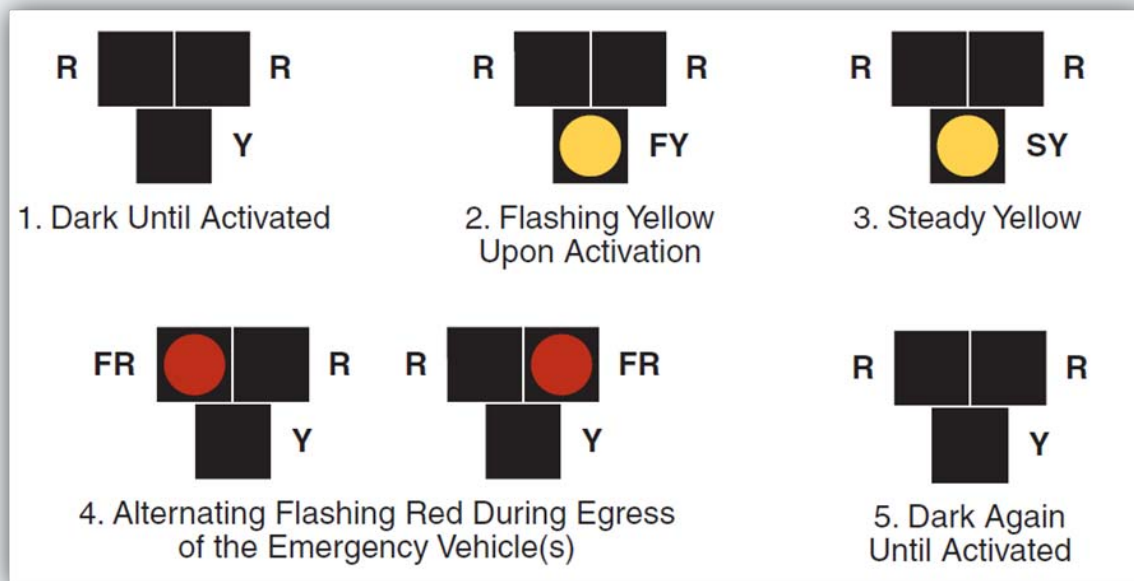 R R R R R R
Y FY SY
1. Dark Until Activated
2. Flashing Yellow
Upon Activation
3. Steady Yellow
FR R R FR R R
Y Y Y
4. Alternating Flashing Red During Egress
of the Emergency Vehicle(s)
5. Dark Again
Until Activated